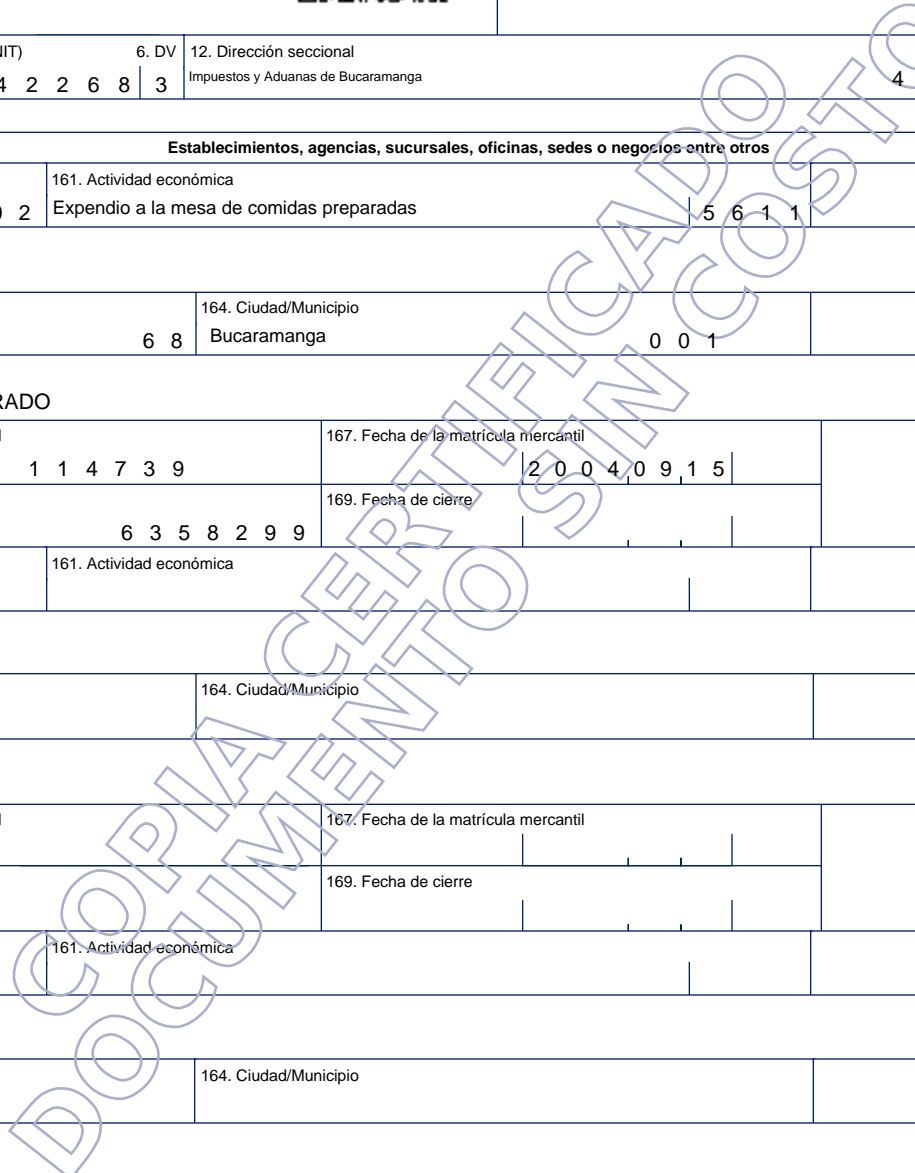 NIT) 6. DV 12. Dirección seccional
4 2 2 6 8 3 Impuestos y Aduanas de Bucaramanga 4
Establecimientos, agencias, sucursales, oficinas, sedes o negocios entre otros
161. Actividad económica
2 Expendio a la mesa de comidas preparadas 5 6 1 1
164. Ciudad/Municipio
6 8 Bucaramanga 0 0 1
RADO
167. Fecha de la matrícula mercantil
1 1 4 7 3 9 2 0 0 4 0 9 1 5
169. Fecha de cierre
6 3 5 8 2 9 9
161. Actividad económica
164. Ciudad/Municipio
167. Fecha de la matrícula mercantil
169. Fecha de cierre
161. Actividad económica
164. Ciudad/Municipio
COPIA CERTIFICADO
DOCUMENTO SIN COSTO